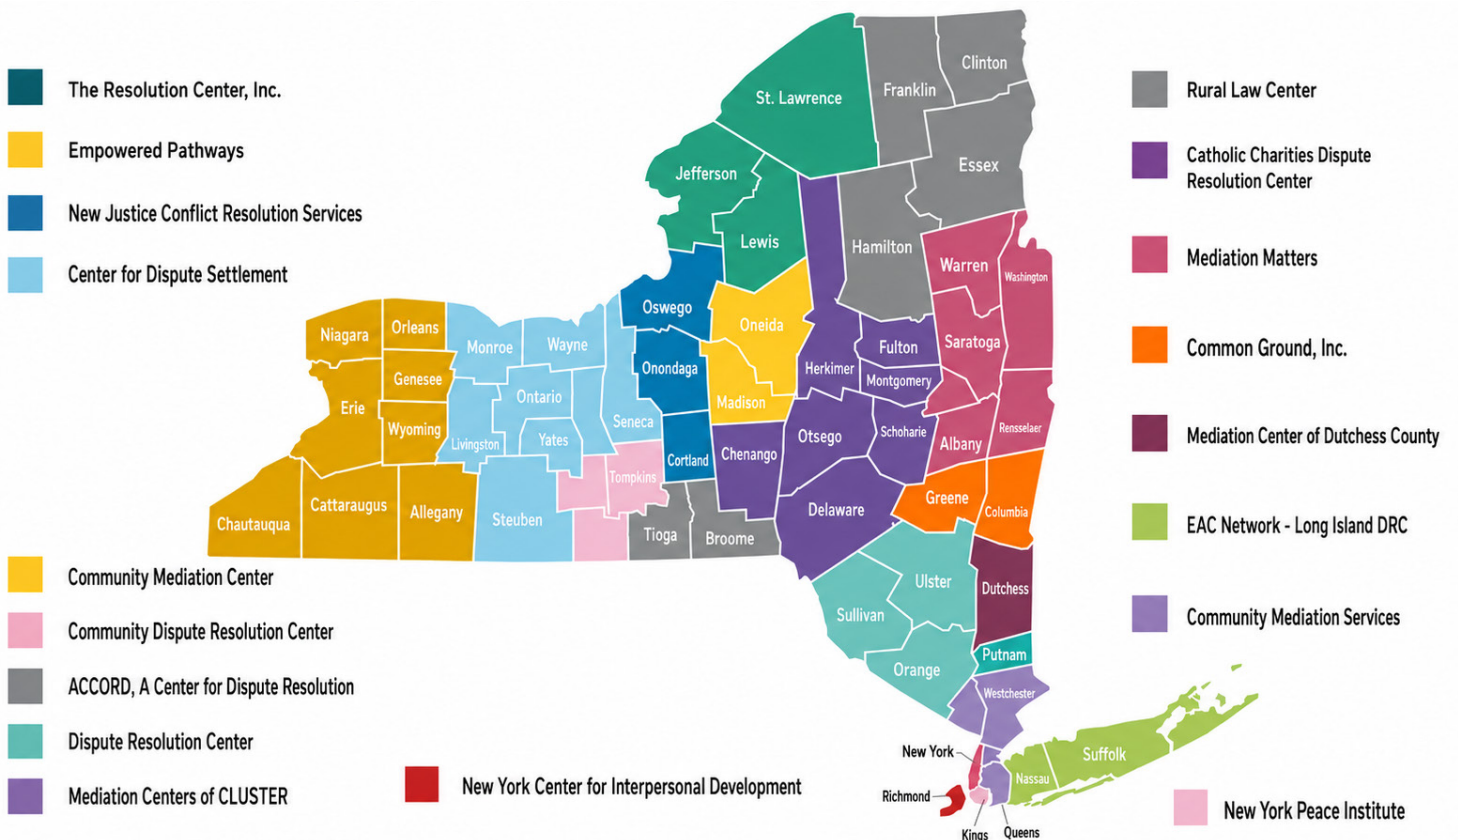 The Resolution Center, Inc.
Empowered Pathways
New Justice Conflict Resolution Services
Center for Dispute Settlement
Community Mediation Center
Community Dispute Resolution Center
ACCORD, A Center for Dispute Resolution
Dispute Resolution Center
Mediation Centers of CLUSTER
New York Center for Interpersonal Development
Clinton
Franklin
St. Lawrence
Essex
Jefferson
Lewis
Hamilton
Warren
Washington
Oswego
Oneida
Niagara
Orleans
Monroe
Wayne
Saratoga
Fulton
Herkimer
Montgomery
Onondaga
Genesee
Ontario
Madison
Erie
Wyoming
Livingston
Yates
Seneca
Otsego
Schoharie
Albany
Rensselaer
Cortland
Chenango
Tompkins
Chautauqua
Cattaraugus
Allegany
Steuben
Tioga
Broome
Delaware
Greene
Columbia
Ulster
Dutchess
Sullivan
Orange
Putnam
Westchester
New York
Suffolk
Nassau
Richmond
Kings
Queens
Rural Law Center
Catholic Charities Dispute
Resolution Center
Mediation Matters
Common Ground, Inc.
Mediation Center of Dutchess County
EAC Network - Long Island DRC
Community Mediation Services
New York Peace Institute